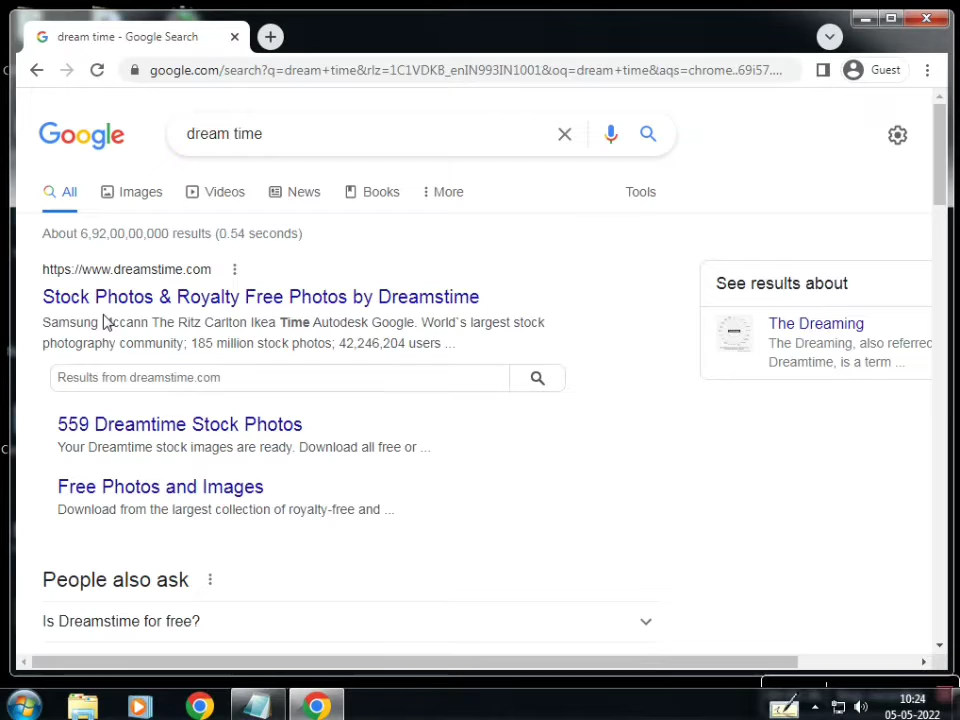 dream time - Google Search
google.com/search?q=dream+time&rlz=1C1VDKB_enIN993IN1001&oq=dream+time&aqs=chrome..69i57....
Guest
Google
dream time
All
Images
Videos
News
Books
More
Tools
About 6,92,00,00,000 results (0.54 seconds)
https://www.dreamstime.com
Stock Photos & Royalty Free Photos by Dreamstime
Samsung Mccann The Ritz Carlton Ikea Time Autodesk Google. World`s largest stock
photography community; 185 million stock photos; 42,246,204 users ...
Results from dreamstime.com
559 Dreamtime Stock Photos
Your Dreamtime stock images are ready. Download all free or ...
Free Photos and Images
Download from the largest collection of royalty-free and ...
See results about
The Dreaming
The Dreaming, also referred
Dreamtime, is a term ...
People also ask
Is Dreamstime for free?
10:24
05-05-2022